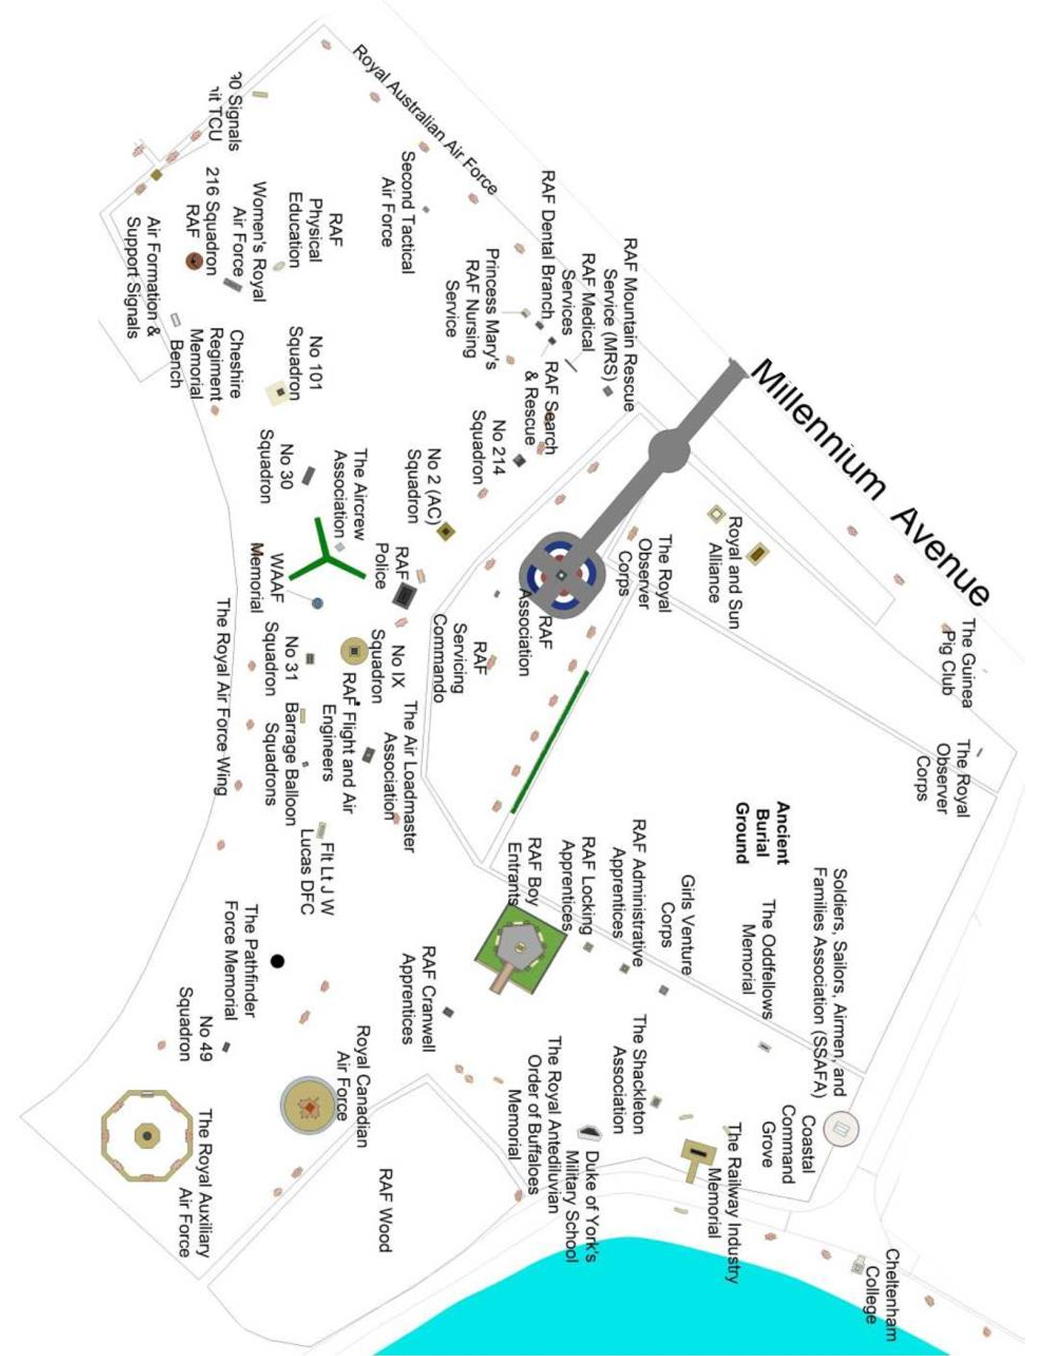 Millennium Avenue
Royal Australian Air Force
90 Signals
TCU
Second Tactical
Air Force
RAF
Physical
Education
Women's Royal
Air Force
216 Squadron
RAF
Air Formation &
Support Signals
RAF Mountain Rescue
Service (MRS)
RAF Medical
Services
RAF Dental Branch
Princess Mary's
RAF Nursing
Service
RAF Search
& Rescue
No 214
Squadron
No 101
Squadron
Cheshire
Regiment
Memorial
Bench
No 2 (AC)
Squadron
The Aircrew
Association
No 30
Squadron
RAF
Police
WAAF
Memorial
The Royal
Observer
Corps
Royal and Sun
Alliance
The Guinea
Pig Club
The Royal
Observer
Corps
RAF
Association
RAF
Servicing
Commando
No IX
Squadron
No 31
Squadron
The Royal Air Force Wing
RAF Flight and Air
Engineers
The Air Loadmaster
Association
Barrage Balloon
Squadrons
Flt Lt J W
Lucas DFC
Ancient
Burial
Ground
Soldiers, Sailors, Airmen, and
Families Association (SSAFA)
The Oddfellows
Memorial
Girls Venture
Corps
RAF Administrative
Apprentices
RAF Locking
Apprentices
RAF Boy
Entrants
RAF Cranwell
Apprentices
The Pathfinder
Force Memorial
No 49
Squadron
Royal Canadian
Air Force
The Royal Auxiliary
Air Force
RAF Wood
The Shackleton
Association
The Royal Antediluvian
Order of Buffaloes
Memorial
Duke of York's
Military School
The Railway Industry
Memorial
Coastal
Command
Grove
Cheltenham
College